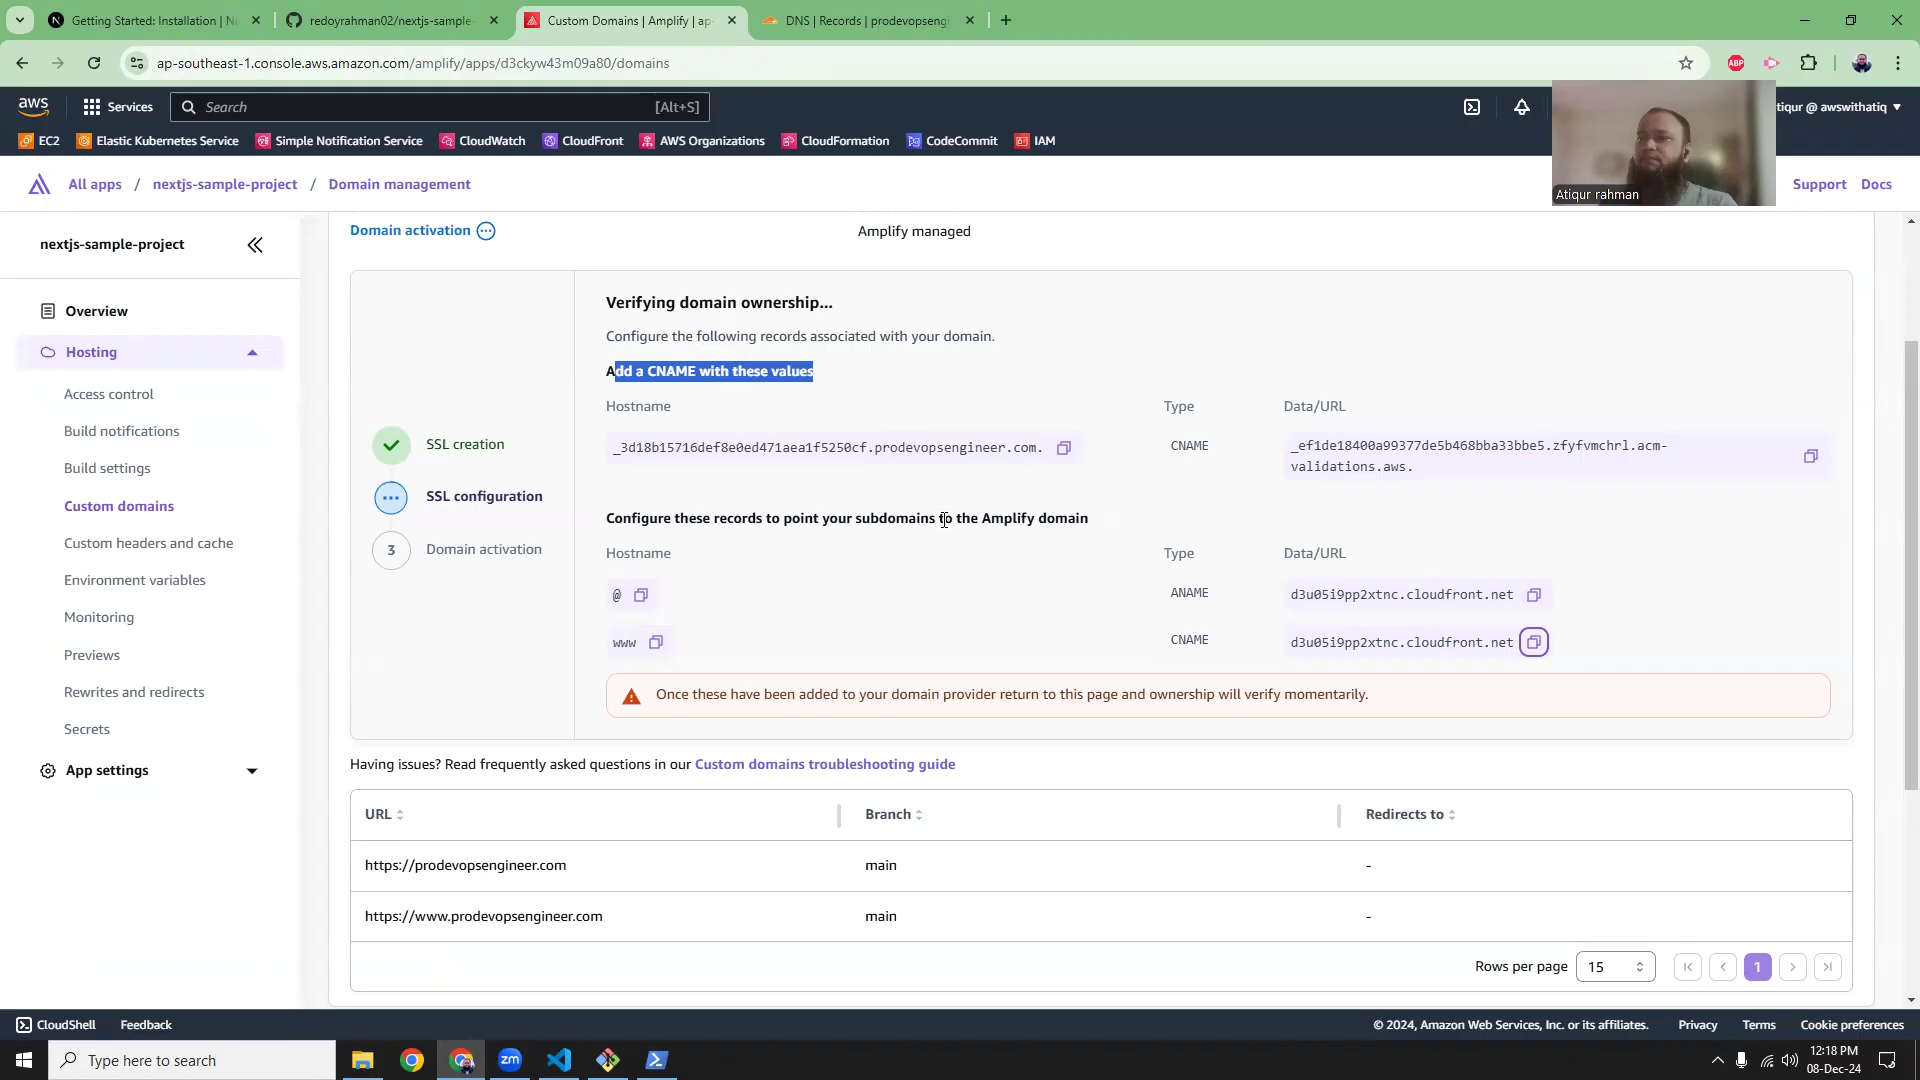 Getting Started: Installation | N
redoyrahman02/nextjs-sample-
Custom Domains | Amplify | ap-
DNS | Records | prodevopsengi
ap-southeast-1.console.aws.amazon.com/amplify/apps/d3ckyw43m09a80/domains
ABP
aws
Services
Search
[Alt+S]
tiqur @ awswithatiq
EC2
Elastic Kubernetes Service
Simple Notification Service
CloudWatch
CloudFront
AWS Organizations
CloudFormation
CodeCommit
IAM
Atiqur rahman
All apps / nextjs-sample-project / Domain management
Support
Docs
nextjs-sample-project
Overview
Hosting
Access control
Build notifications
Build settings
Custom domains
Custom headers and cache
Environment variables
Monitoring
Previews
Rewrites and redirects
Secrets
App settings
Domain activation
Amplify managed
SSL creation
SSL configuration
3 Domain activation
Verifying domain ownership...
Configure the following records associated with your domain.
Add a CNAME with these values
Hostname Type Data/URL
_3d18b15716def8e0ed471aea1f5250cf.prodevopsengineer.com. CNAME _ef1de18400a99377de5b468bba33bbe5.zfyfvmchrl.acm-
validations.aws.
Configure these records to point your subdomains to the Amplify domain
Hostname Type Data/URL
@ ANAME d3u05i9pp2xtnc.cloudfront.net
www CNAME d3u05i9pp2xtnc.cloudfront.net
Once these have been added to your domain provider return to this page and ownership will verify momentarily.
Having issues? Read frequently asked questions in our Custom domains troubleshooting guide
URL Branch Redirects to
https://prodevopsengineer.com main -
https://www.prodevopsengineer.com main -
Rows per page 15 1
CloudShell Feedback
© 2024, Amazon Web Services, Inc. or its affiliates. Privacy Terms Cookie preferences
Type here to search
zm
12:18 PM
08-Dec-24